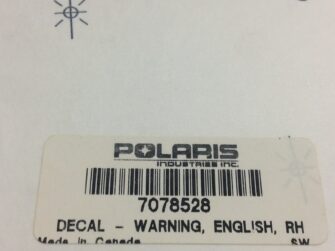 POLARIS
INDUSTRIES INC.
7078528
DECAL - WARNING, ENGLISH, RH
Made in Canada SW